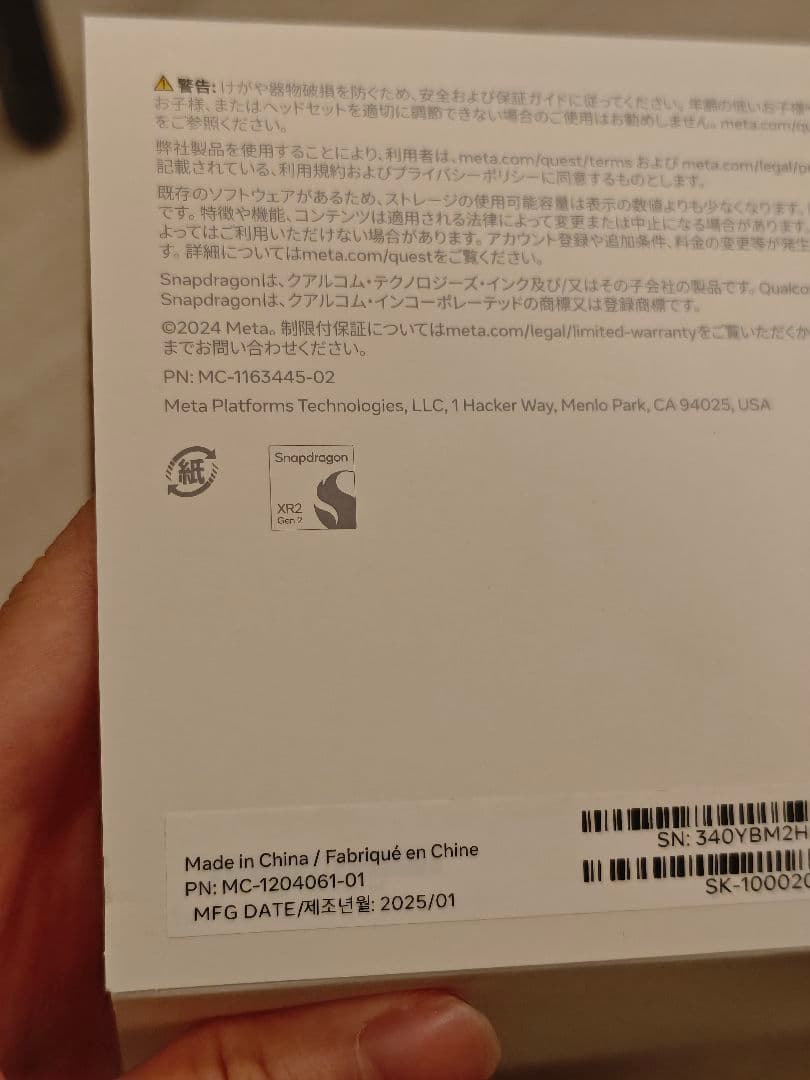 警告: けがや器物破損を防ぐため、安全および保証ガイドに従ってください。年齢の低いお子様や
お子様、またはヘッドセットを適切に調節できない場合のご使用はお勧めしません。meta.com/qu
をご参照ください。
弊社製品を使用することにより、利用者は、meta.com/quest/terms および meta.com/legal/pr
記載されている、利用規約およびプライバシーポリシーに同意するものとします。
既存のソフトウェアがあるため、ストレージの使用可能容量は表示の数値よりも少なくなります。
です。特徴や機能、コンテンツは適用される法律によって変更または中止になる場合があります。
よってはご利用いただけない場合があります。アカウント登録や追加条件、料金の変更等が発生
す。詳細についてはmeta.com/questをご覧ください。
Snapdragonは、クアルコム・テクノロジーズ・インク及び/又はその子会社の製品です。Qualco
Snapdragonは、クアルコム・インコーポレーテッドの商標又は登録商標です。
©2024 Meta。制限付保証についてはmeta.com/legal/limited-warrantyをご覧いただくか
までお問い合わせください。
PN: MC-1163445-02
Meta Platforms Technologies, LLC, 1 Hacker Way, Menlo Park, CA 94025, USA
紙
Snapdragon
XR2
Gen 2
Made in China / Fabriqué en Chine
PN: MC-1204061-01
MFG DATE/제조년월: 2025/01
SN: 340YBM2H
SK-100020